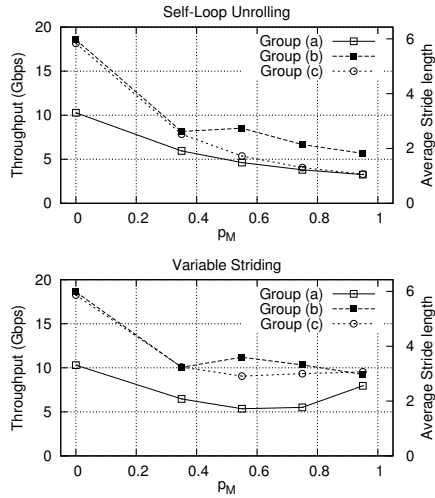 Self-Loop Unrolling
Throughput (Gbps)
20
15
10
5
0
Group (a)
Group (b)
Group (c)
6
4
2
0
Average Stride length
0 0.2 0.4 0.6 0.8 1
pM
Variable Striding
Throughput (Gbps)
20
15
10
5
0
Group (a)
Group (b)
Group (c)
6
4
2
0
Average Stride length
0 0.2 0.4 0.6 0.8 1
pM